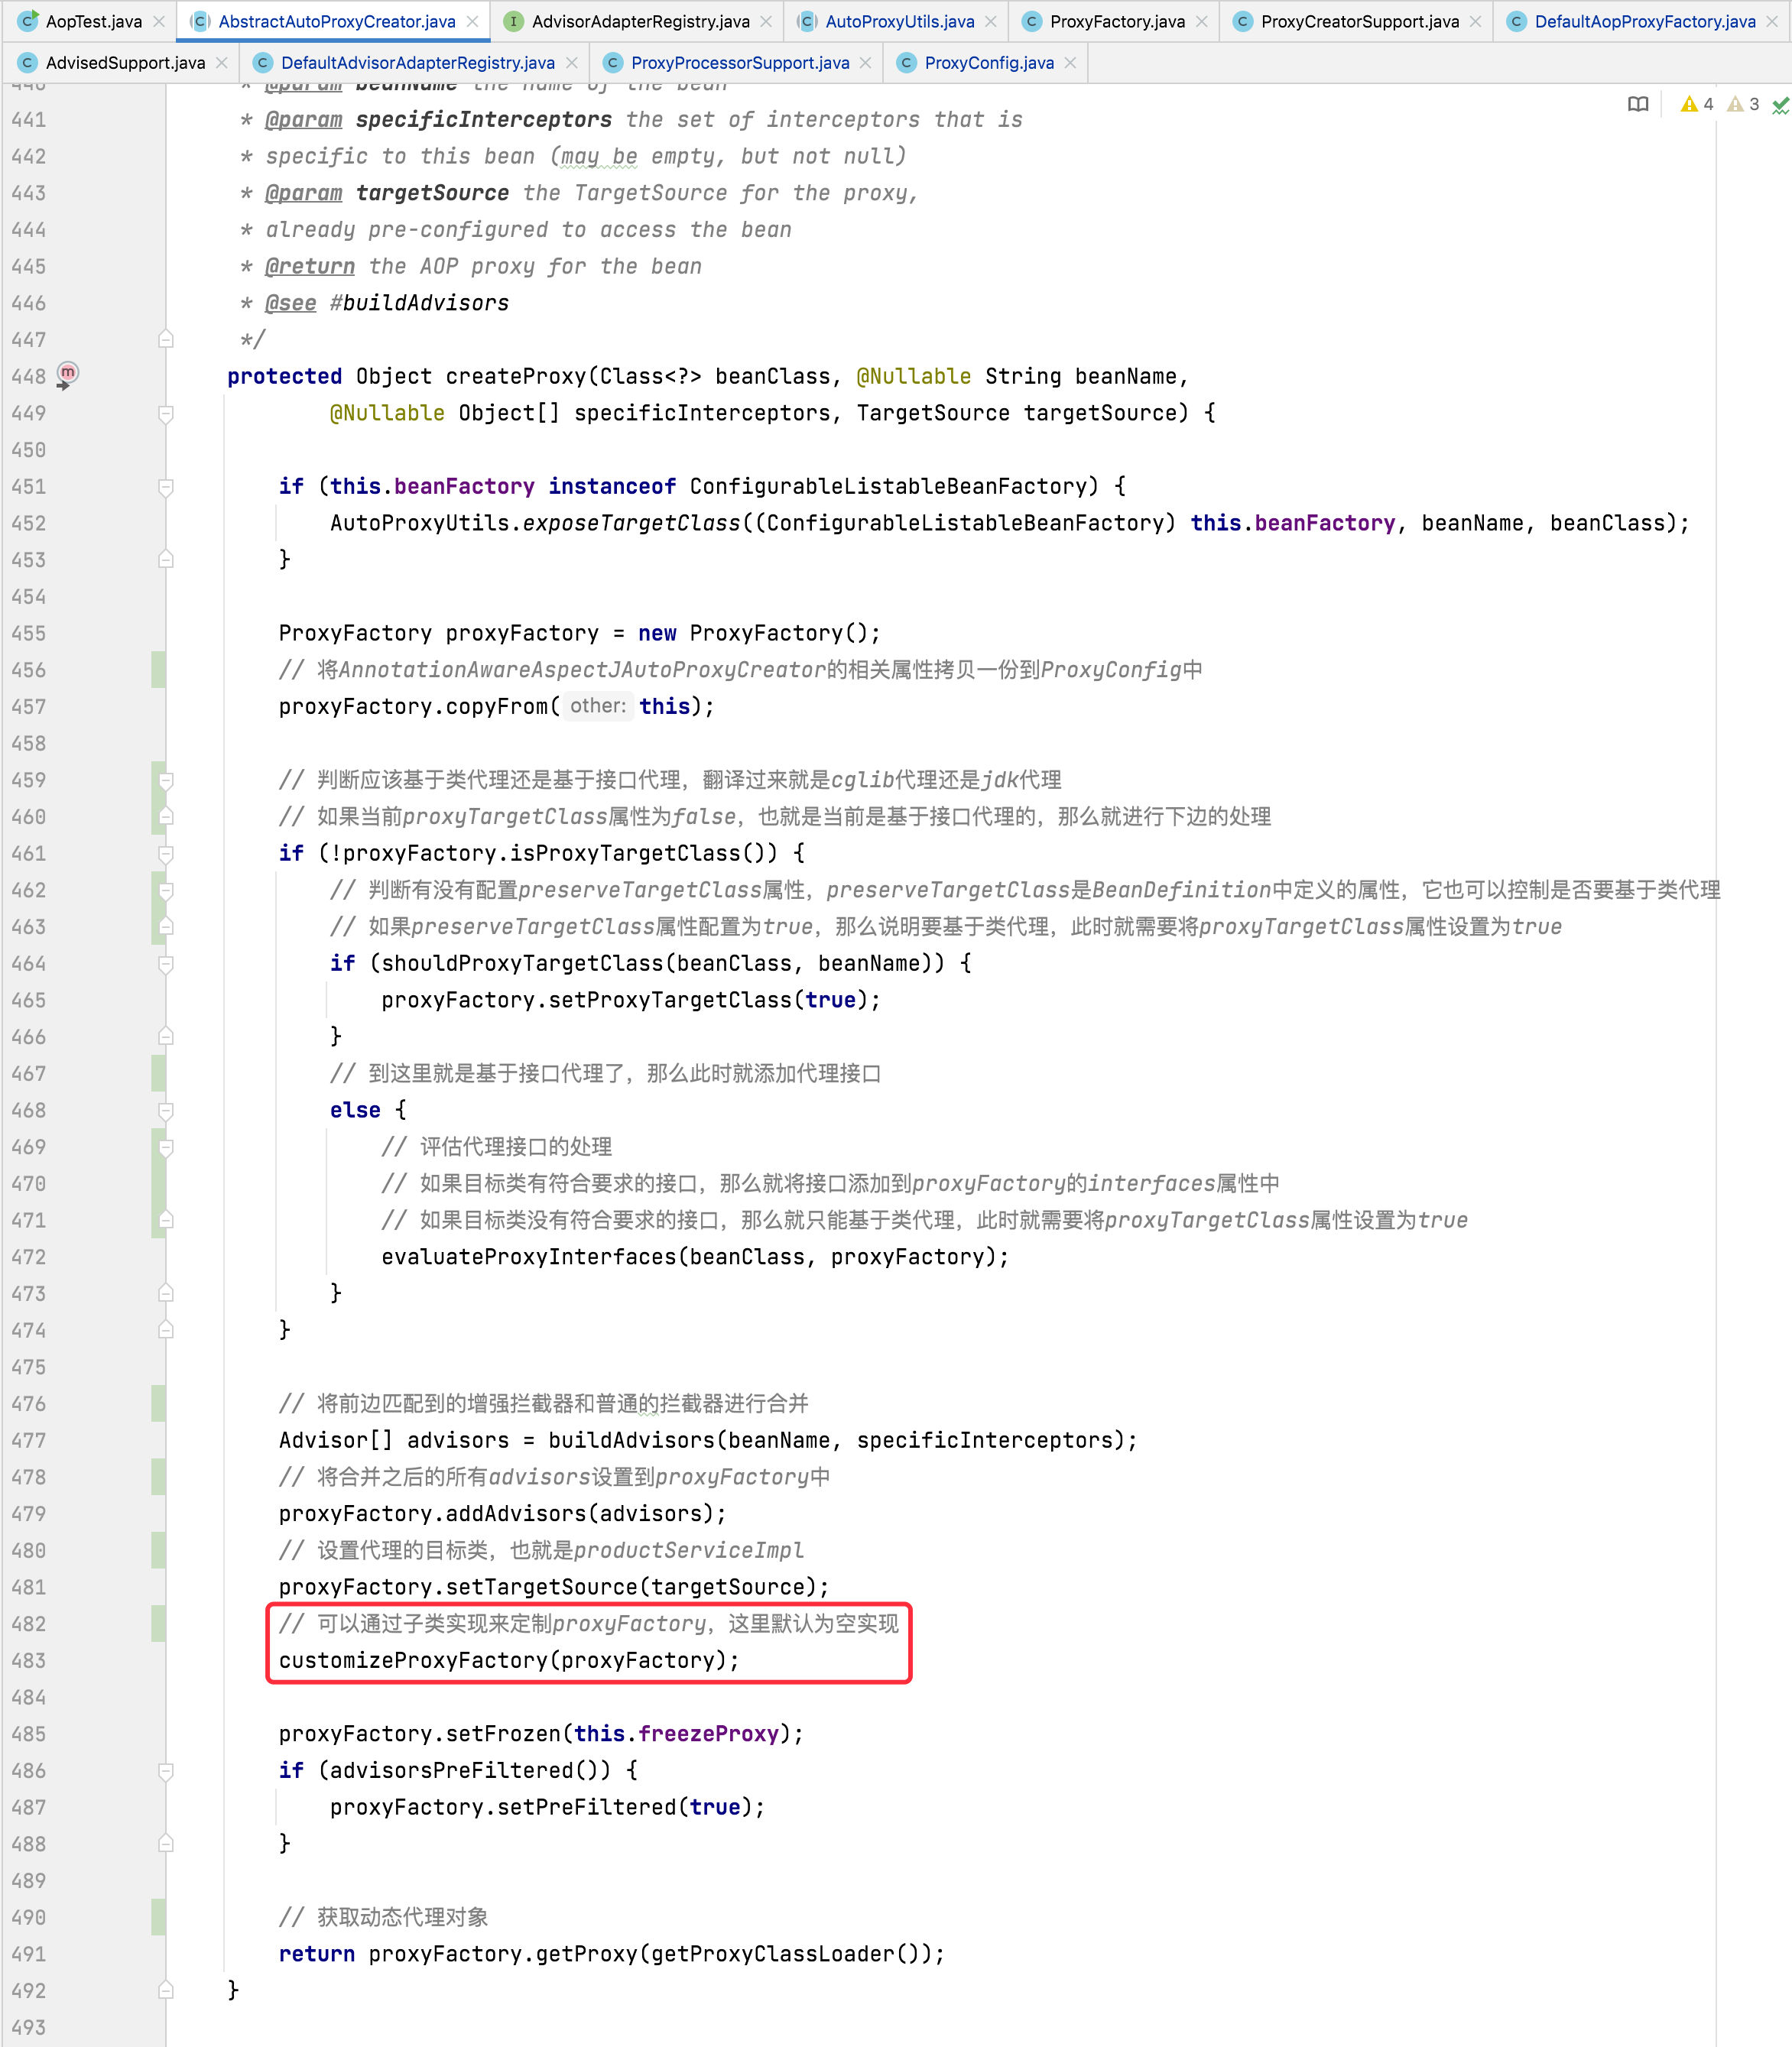 AopTest.java
AbstractAutoProxyCreator.java
AdvisorAdapterRegistry.java
AutoProxyUtils.java
ProxyFactory.java
ProxyCreatorSupport.java
DefaultAopProxyFactory.java
AdvisedSupport.java
DefaultAdvisorAdapterRegistry.java
ProxyProcessorSupport.java
ProxyConfig.java
4 3
440 * @param beanName the name of the bean
441 * @param specificInterceptors the set of interceptors that is
442 * specific to this bean (may be empty, but not null)
443 * @param targetSource the TargetSource for the proxy,
444 * already pre-configured to access the bean
445 * @return the AOP proxy for the bean
446 * @see #buildAdvisors
447 */
448 protected Object createProxy(Class<?> beanClass, @Nullable String beanName,
449 @Nullable Object[] specificInterceptors, TargetSource targetSource) {
450
451 if (this.beanFactory instanceof ConfigurableListableBeanFactory) {
452 AutoProxyUtils.exposeTargetClass((ConfigurableListableBeanFactory) this.beanFactory, beanName, beanClass);
453 }
454
455 ProxyFactory proxyFactory = new ProxyFactory();
456 // 将AnnotationAwareAspectJAutoProxyCreator的相关属性拷贝一份到ProxyConfig中
457 proxyFactory.copyFrom( other: this);
458
459 // 判断应该基于类代理还是基于接口代理，翻译过来就是cglib代理还是jdk代理
460 // 如果当前proxyTargetClass属性为false，也就是当前是基于接口代理的，那么就进行下边的处理
461 if (!proxyFactory.isProxyTargetClass()) {
462 // 判断有没有配置preserveTargetClass属性，preserveTargetClass是BeanDefinition中定义的属性，它也可以控制是否要基于类代理
463 // 如果preserveTargetClass属性配置为true，那么说明要基于类代理，此时就需要将proxyTargetClass属性设置为true
464 if (shouldProxyTargetClass(beanClass, beanName)) {
465 proxyFactory.setProxyTargetClass(true);
466 }
467 // 到这里就是基于接口代理了，那么此时就添加代理接口
468 else {
469 // 评估代理接口的处理
470 // 如果目标类有符合要求的接口，那么就将接口添加到proxyFactory的interfaces属性中
471 // 如果目标类没有符合要求的接口，那么就只能基于类代理，此时就需要将proxyTargetClass属性设置为true
472 evaluateProxyInterfaces(beanClass, proxyFactory);
473 }
474 }
475
476 // 将前边匹配到的增强拦截器和普通的拦截器进行合并
477 Advisor[] advisors = buildAdvisors(beanName, specificInterceptors);
478 // 将合并之后的所有advisors设置到proxyFactory中
479 proxyFactory.addAdvisors(advisors);
480 // 设置代理的目标类，也就是productServiceImpl
481 proxyFactory.setTargetSource(targetSource);
482 // 可以通过子类实现来定制proxyFactory，这里默认为空实现
483 customizeProxyFactory(proxyFactory);
484
485 proxyFactory.setFrozen(this.freezeProxy);
486 if (advisorsPreFiltered()) {
487 proxyFactory.setPreFiltered(true);
488 }
489
490 // 获取动态代理对象
491 return proxyFactory.getProxy(getProxyClassLoader());
492 }
493